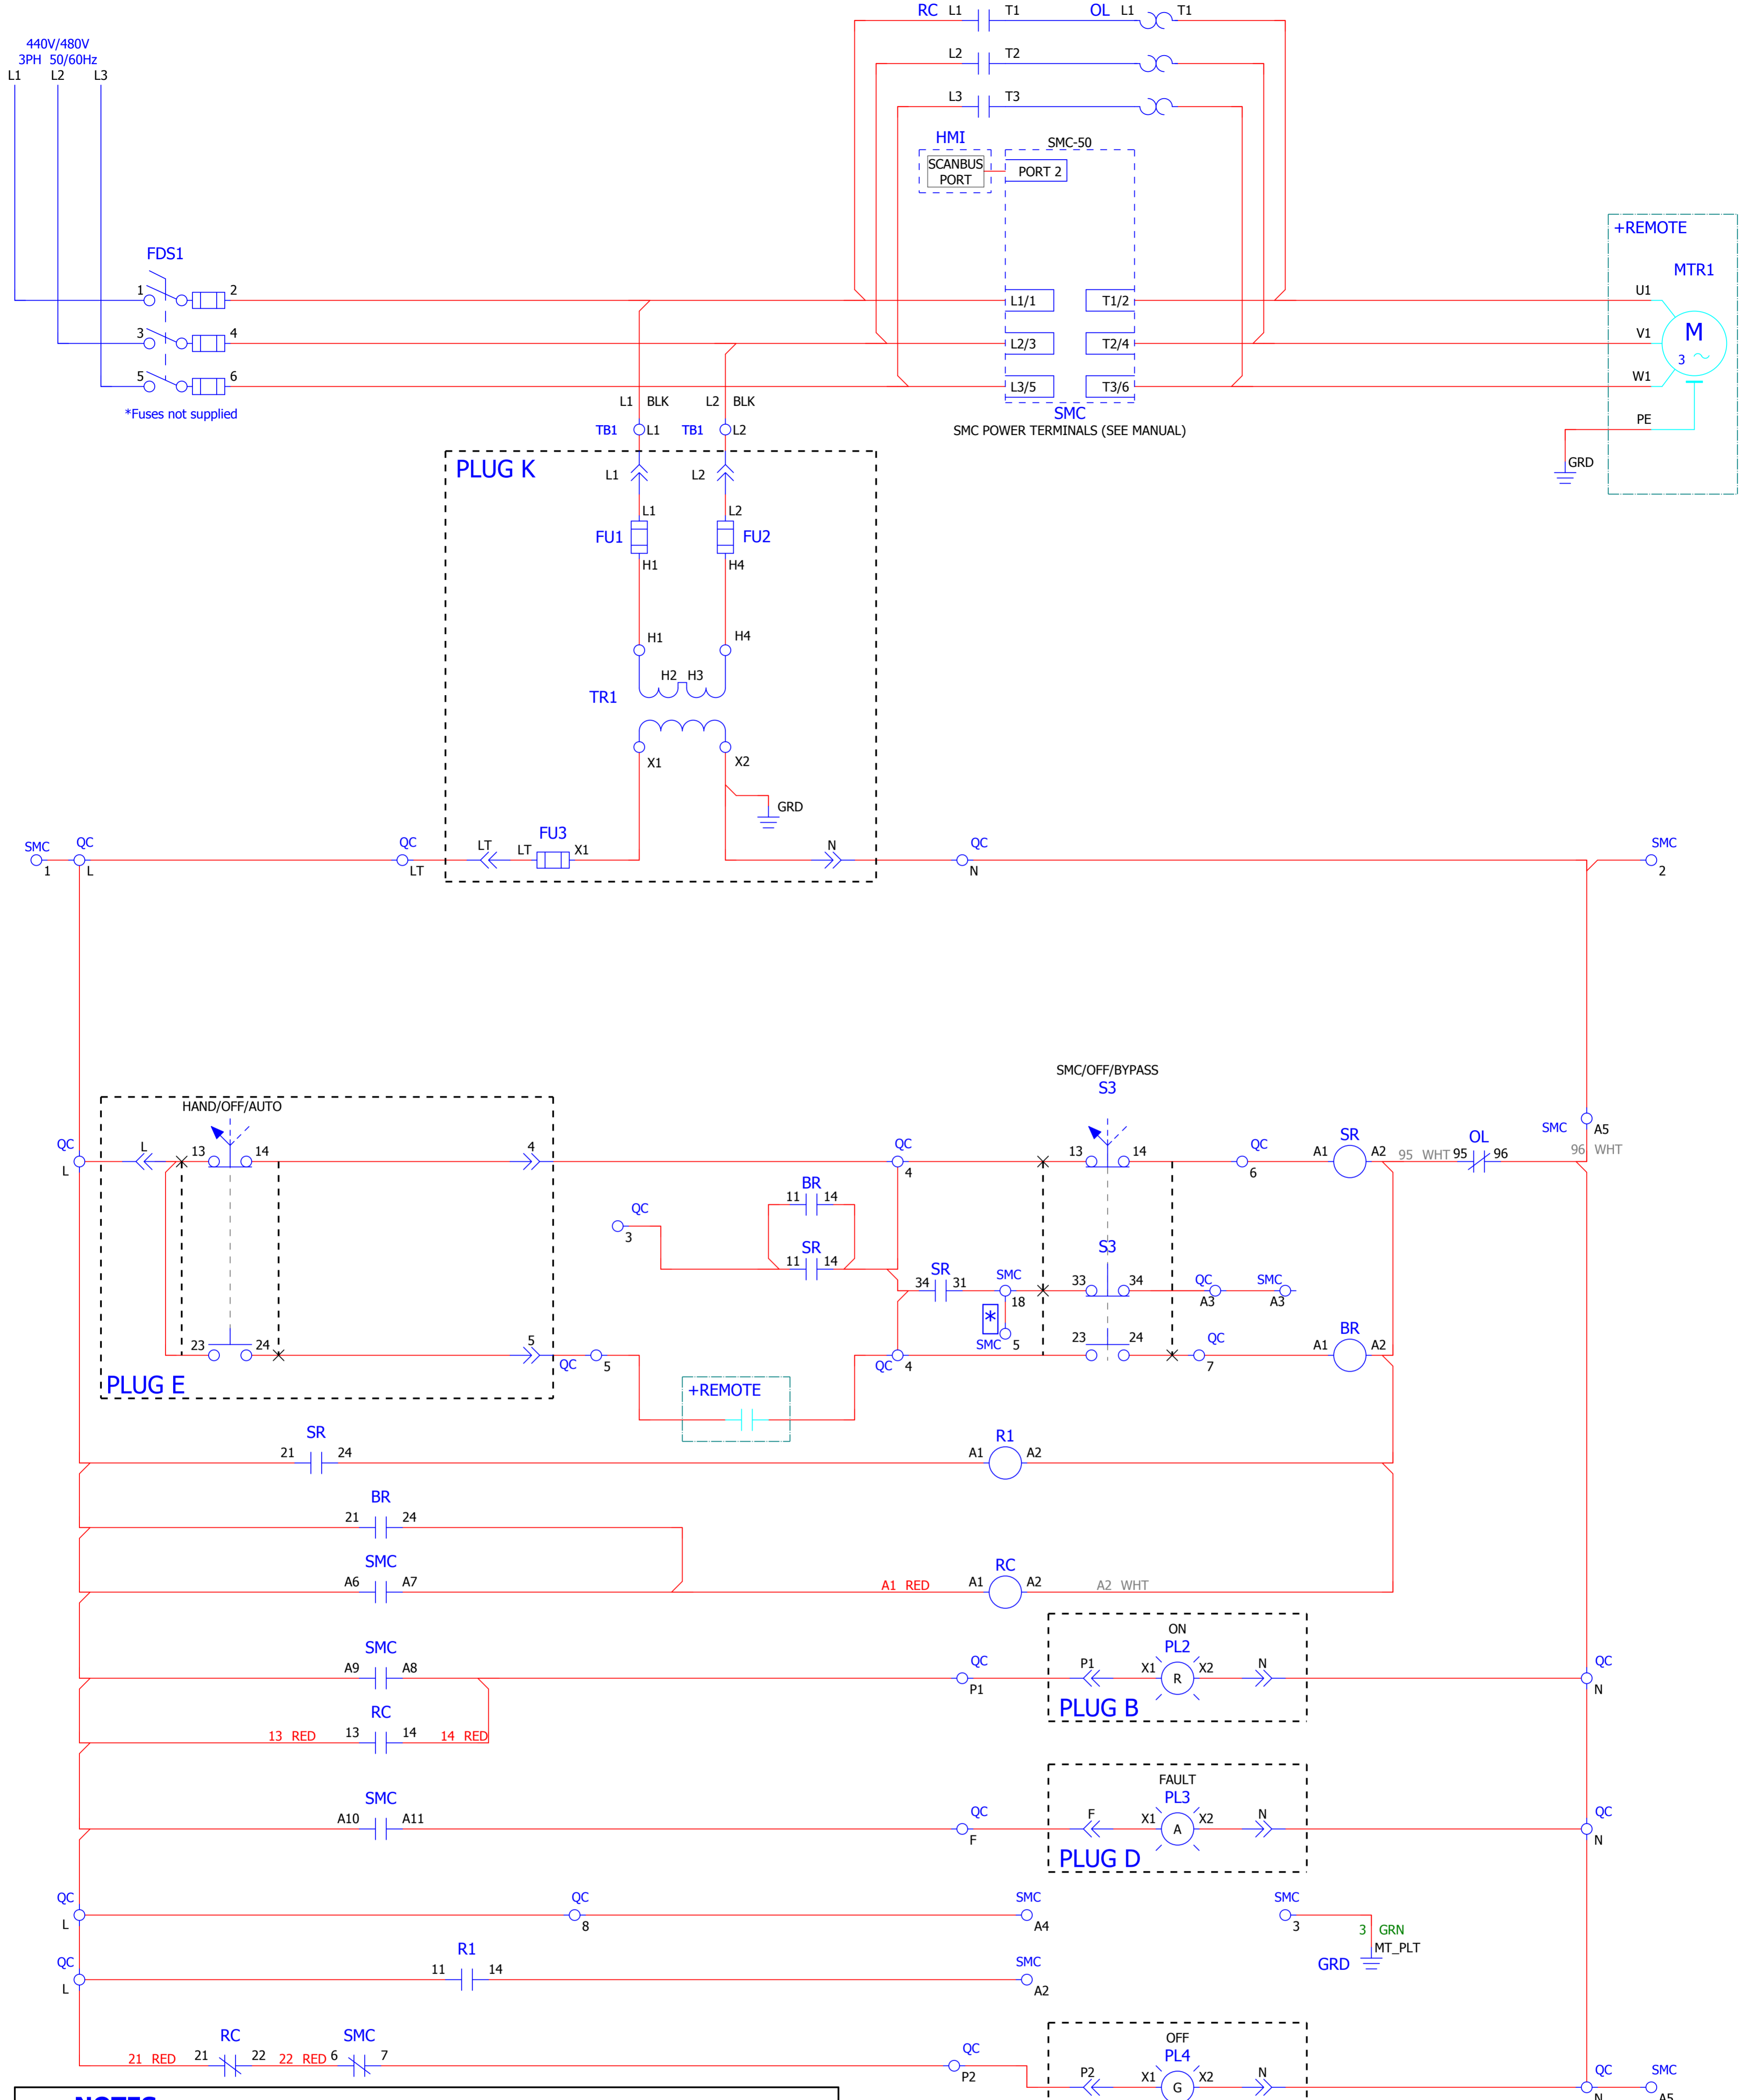 RC L1 T1 OL L1 T1
440V/480V
3PH 50/60Hz
L1 L2 L3
L2 T2
L3 T3
HMI
SMC-50
SCANBUS
PORT
PORT 2
+REMOTE
FDS1
MTR1
1 2 L1/1 T1/2 U1
3 4 L2/3 T2/4 V1
M
3
5 6 L3/5 T3/6 W1
*Fuses not supplied
L1 BLK L2 BLK
SMC
PE
TB1 L1 TB1 L2
SMC POWER TERMINALS (SEE MANUAL)
GRD
PLUG K
L1 L2
L1 L2
FU1 FU2
H1 H4
H1 H4
H2 H3
TR1
X1 X2
GRD
FU3
SMC QC QC LT LT X1 N QC SMC
1 L LT N 2
SMC/OFF/BYPASS
S3
HAND/OFF/AUTO
QC L 13 14 4 QC 13 14 QC SR SMC A5
L 4 6 A1 A2 95 WHT 95 OL 96 96 WHT
BR
11 14
QC
3
SR
11 14
S3
SR
34 31 SMC 33 34 QC SMC
18 A3 A3
*
SMC 5
23 24 5 QC 5 QC 4 23 24 QC 7 BR A1 A2
PLUG E
+REMOTE
SR
21 24
R1
A1 A2
BR
21 24
SMC
A6 A7
RC
A1 RED A1 A2 A2 WHT
ON
SMC
PL2
A9 A8 QC P1 X1 R X2 N QC
P1 N
RC
PLUG B
13 RED 13 14 14 RED
FAULT
SMC
PL3
A10 A11 QC F X1 A X2 N QC
F N
PLUG D
QC QC SMC SMC
L 8 A4 3
3 GRN
MT_PLT
GRD
QC R1 SMC
L 11 14 A2
OFF
RC SMC
PL4
21 RED 21 22 22 RED 6 7 QC
P2 P2 X1 G X2 N QC SMC
N A5
NOTES